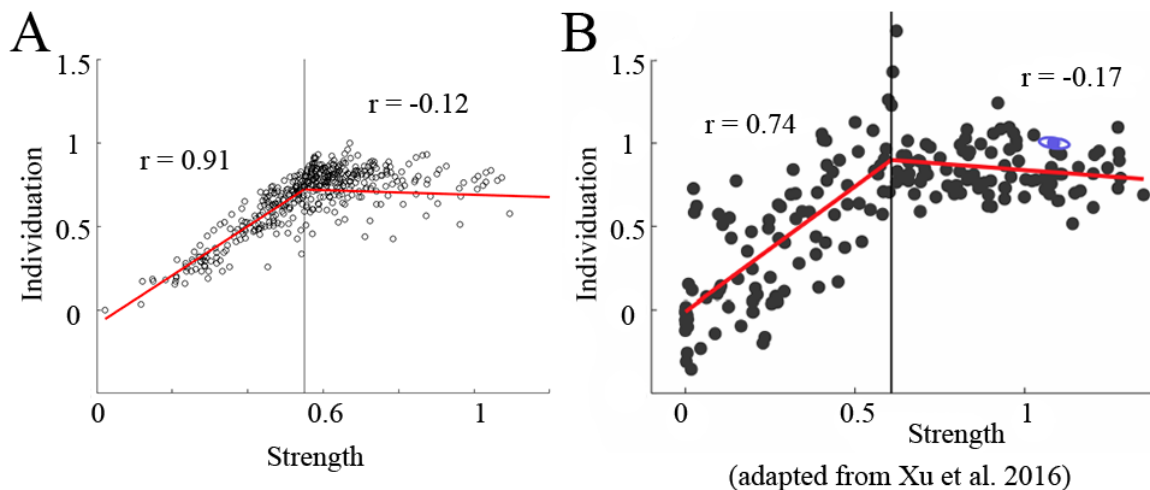 A
B
1.5
1
0.5
0
Individuation
r = 0.91
r = -0.12
0
0.6
1
Strength
1.5
1
0.5
0
Individuation
r = 0.74
r = -0.17
0
0.5
1
Strength
(adapted from Xu et al. 2016)